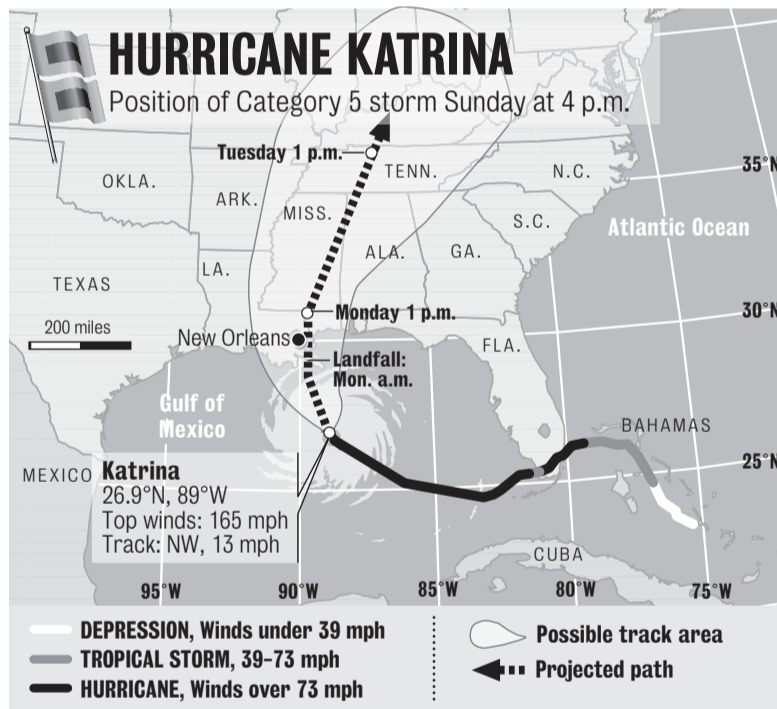 HURRICANE KATRINA
Position of Category 5 storm Sunday at 4 p.m.
Tuesday 1 p.m.
TENN.
N.C.
35°N
OKLA.
ARK.
MISS.
S.C.
Atlantic Ocean
ALA.
GA.
LA.
TEXAS
200 miles
Monday 1 p.m.
30°N
New Orleans
Landfall:
Mon. a.m.
FLA.
Gulf of
Mexico
BAHAMAS
25°N
MEXICO
Katrina
26.9°N, 89°W
Top winds: 165 mph
Track: NW, 13 mph
CUBA
95°W
90°W
85°W
80°W
75°W
DEPRESSION, Winds under 39 mph
TROPICAL STORM, 39-73 mph
HURRICANE, Winds over 73 mph
Possible track area
Projected path